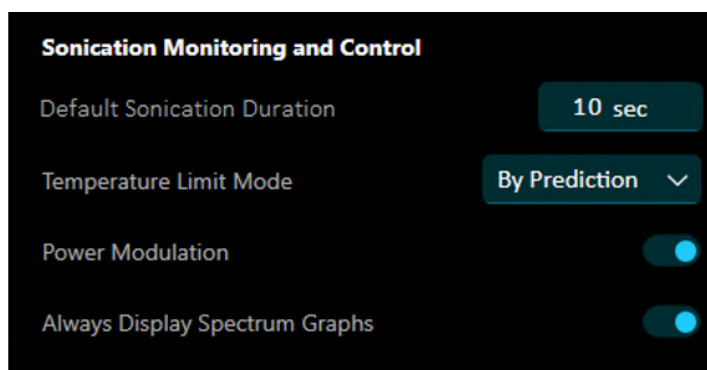 Sonication Monitoring and Control
Default Sonication Duration 10 sec
Temperature Limit Mode By Prediction
Power Modulation
Always Display Spectrum Graphs